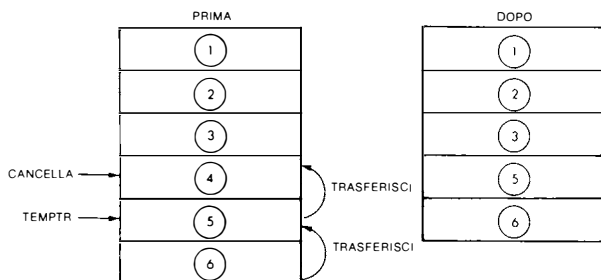 PRIMA
DOPO
1
1
2
2
3
3
CANCELLA
4
TRASFERISCI
5
TEMPTR
5
TRASFERISCI
6
6